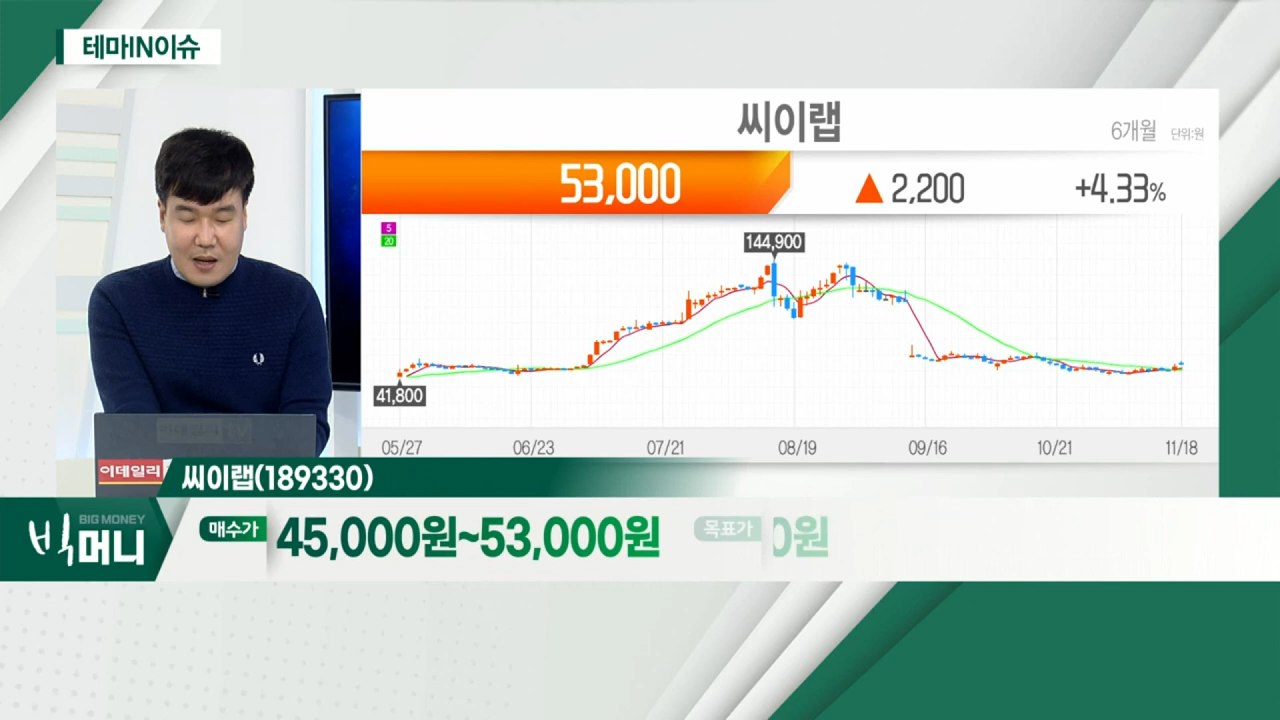 테마IN이슈
씨이랩
6개월 단위:원
53,000 ▲ 2,200 +4.33%
5
20
144,900
41,800
05/27 06/23 07/21 08/19 09/16 10/21 11/18
이데일리
씨이랩(189330)
BIG MONEY
빅머니
매수가 45,000원~53,000원 목표가 0원